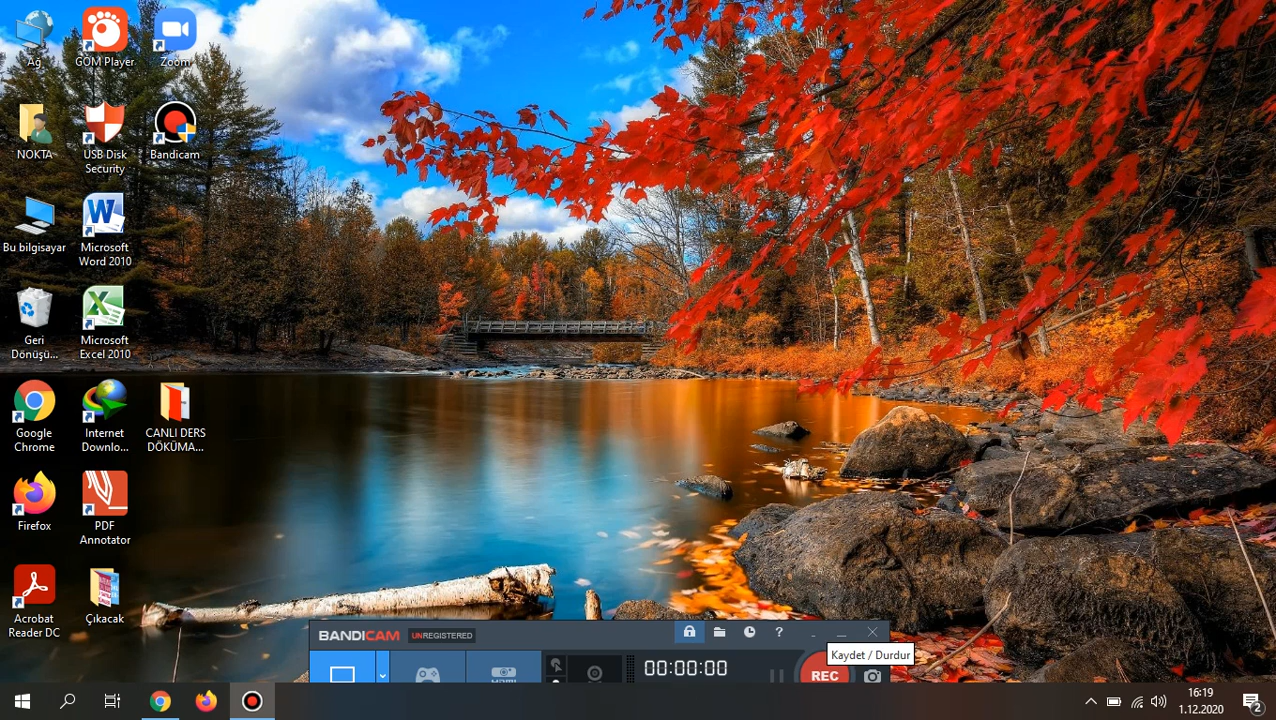 Ağ
GOM Player
Zoom
NOKTA
USB Disk
Security
Bandicam
Bu bilgisayar
Microsoft
Word 2010
Geri
Dönüşü...
Microsoft
Excel 2010
Google
Chrome
Internet
Downlo...
CANLI DERS
DÖKÜMA...
Firefox
PDF
Annotator
Acrobat
Reader DC
Çıkacak
BANDICAM UNREGISTERED
?
Kaydet / Durdur
00:00:00
REC
16:19
1.12.2020
2